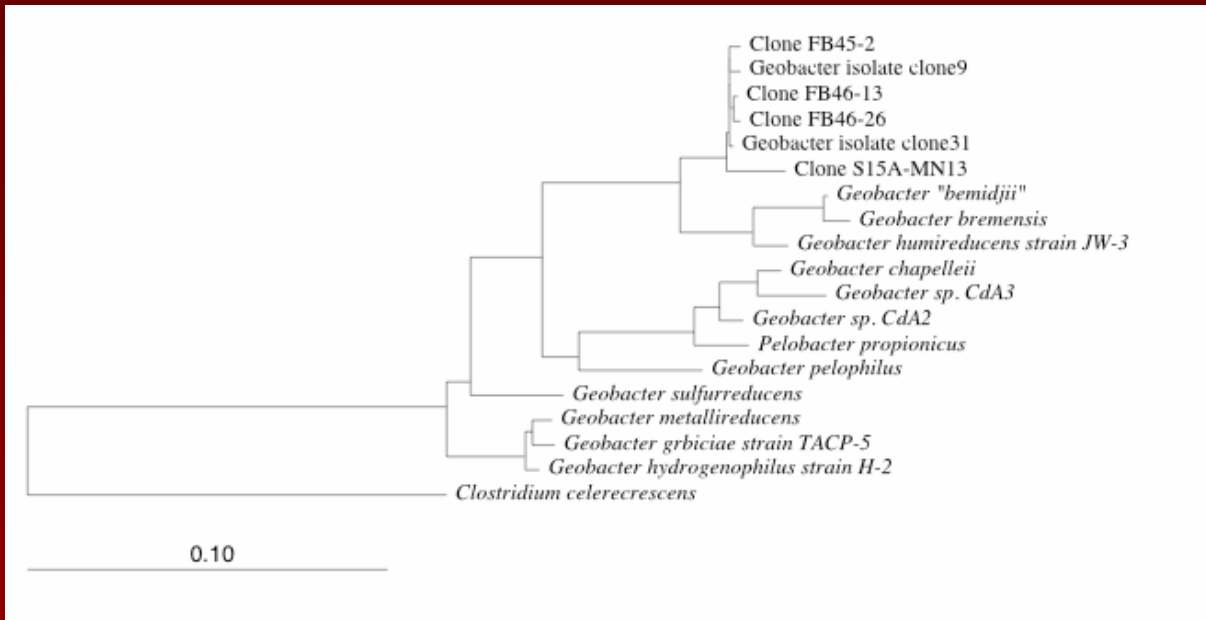 Clone FB45-2
Geobacter isolate clone9
Clone FB46-13
Clone FB46-26
Geobacter isolate clone31
Clone S15A-MN13
Geobacter "bemidjii"
Geobacter bremensis
Geobacter humireducens strain JW-3
Geobacter chapelleii
Geobacter sp. CdA3
Geobacter sp. CdA2
Pelobacter propionicus
Geobacter pelophilus
Geobacter sulfurreducens
Geobacter metallireducens
Geobacter grbiciae strain TACP-5
Geobacter hydrogenophilus strain H-2
Clostridium celerecrescens
0.10